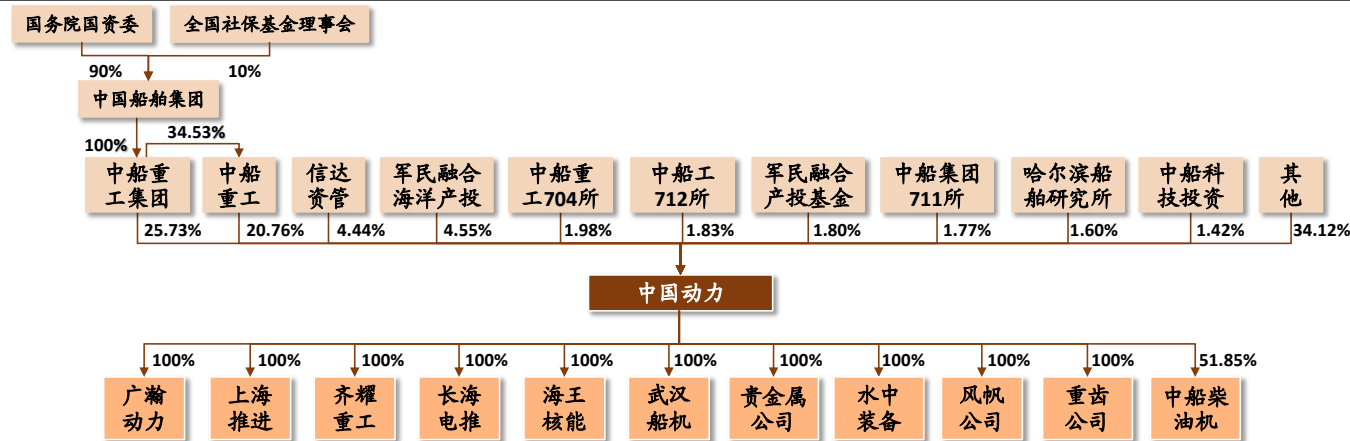 国务院国资委
全国社保基金理事会
90%
10%
中国船舶集团
34.53%
100%
中船重
工集团
中船
重工
信达
资管
军民融合
海洋产投
中船重
工704所
中船工
712所
军民融合
产投基金
中船集团
711所
哈尔滨船
舶研究所
中船科
技投资
其
他
25.73%
20.76%
4.44%
4.55%
1.98%
1.83%
1.80%
1.77%
1.60%
1.42%
34.12%
中国动力
100%
100%
100%
100%
100%
100%
100%
100%
100%
100%
51.85%
广瀚
动力
上海
推进
齐耀
重工
长海
电推
海王
核能
武汉
船机
贵金属
公司
水中
装备
风帆
公司
重齿
公司
中船柴
油机